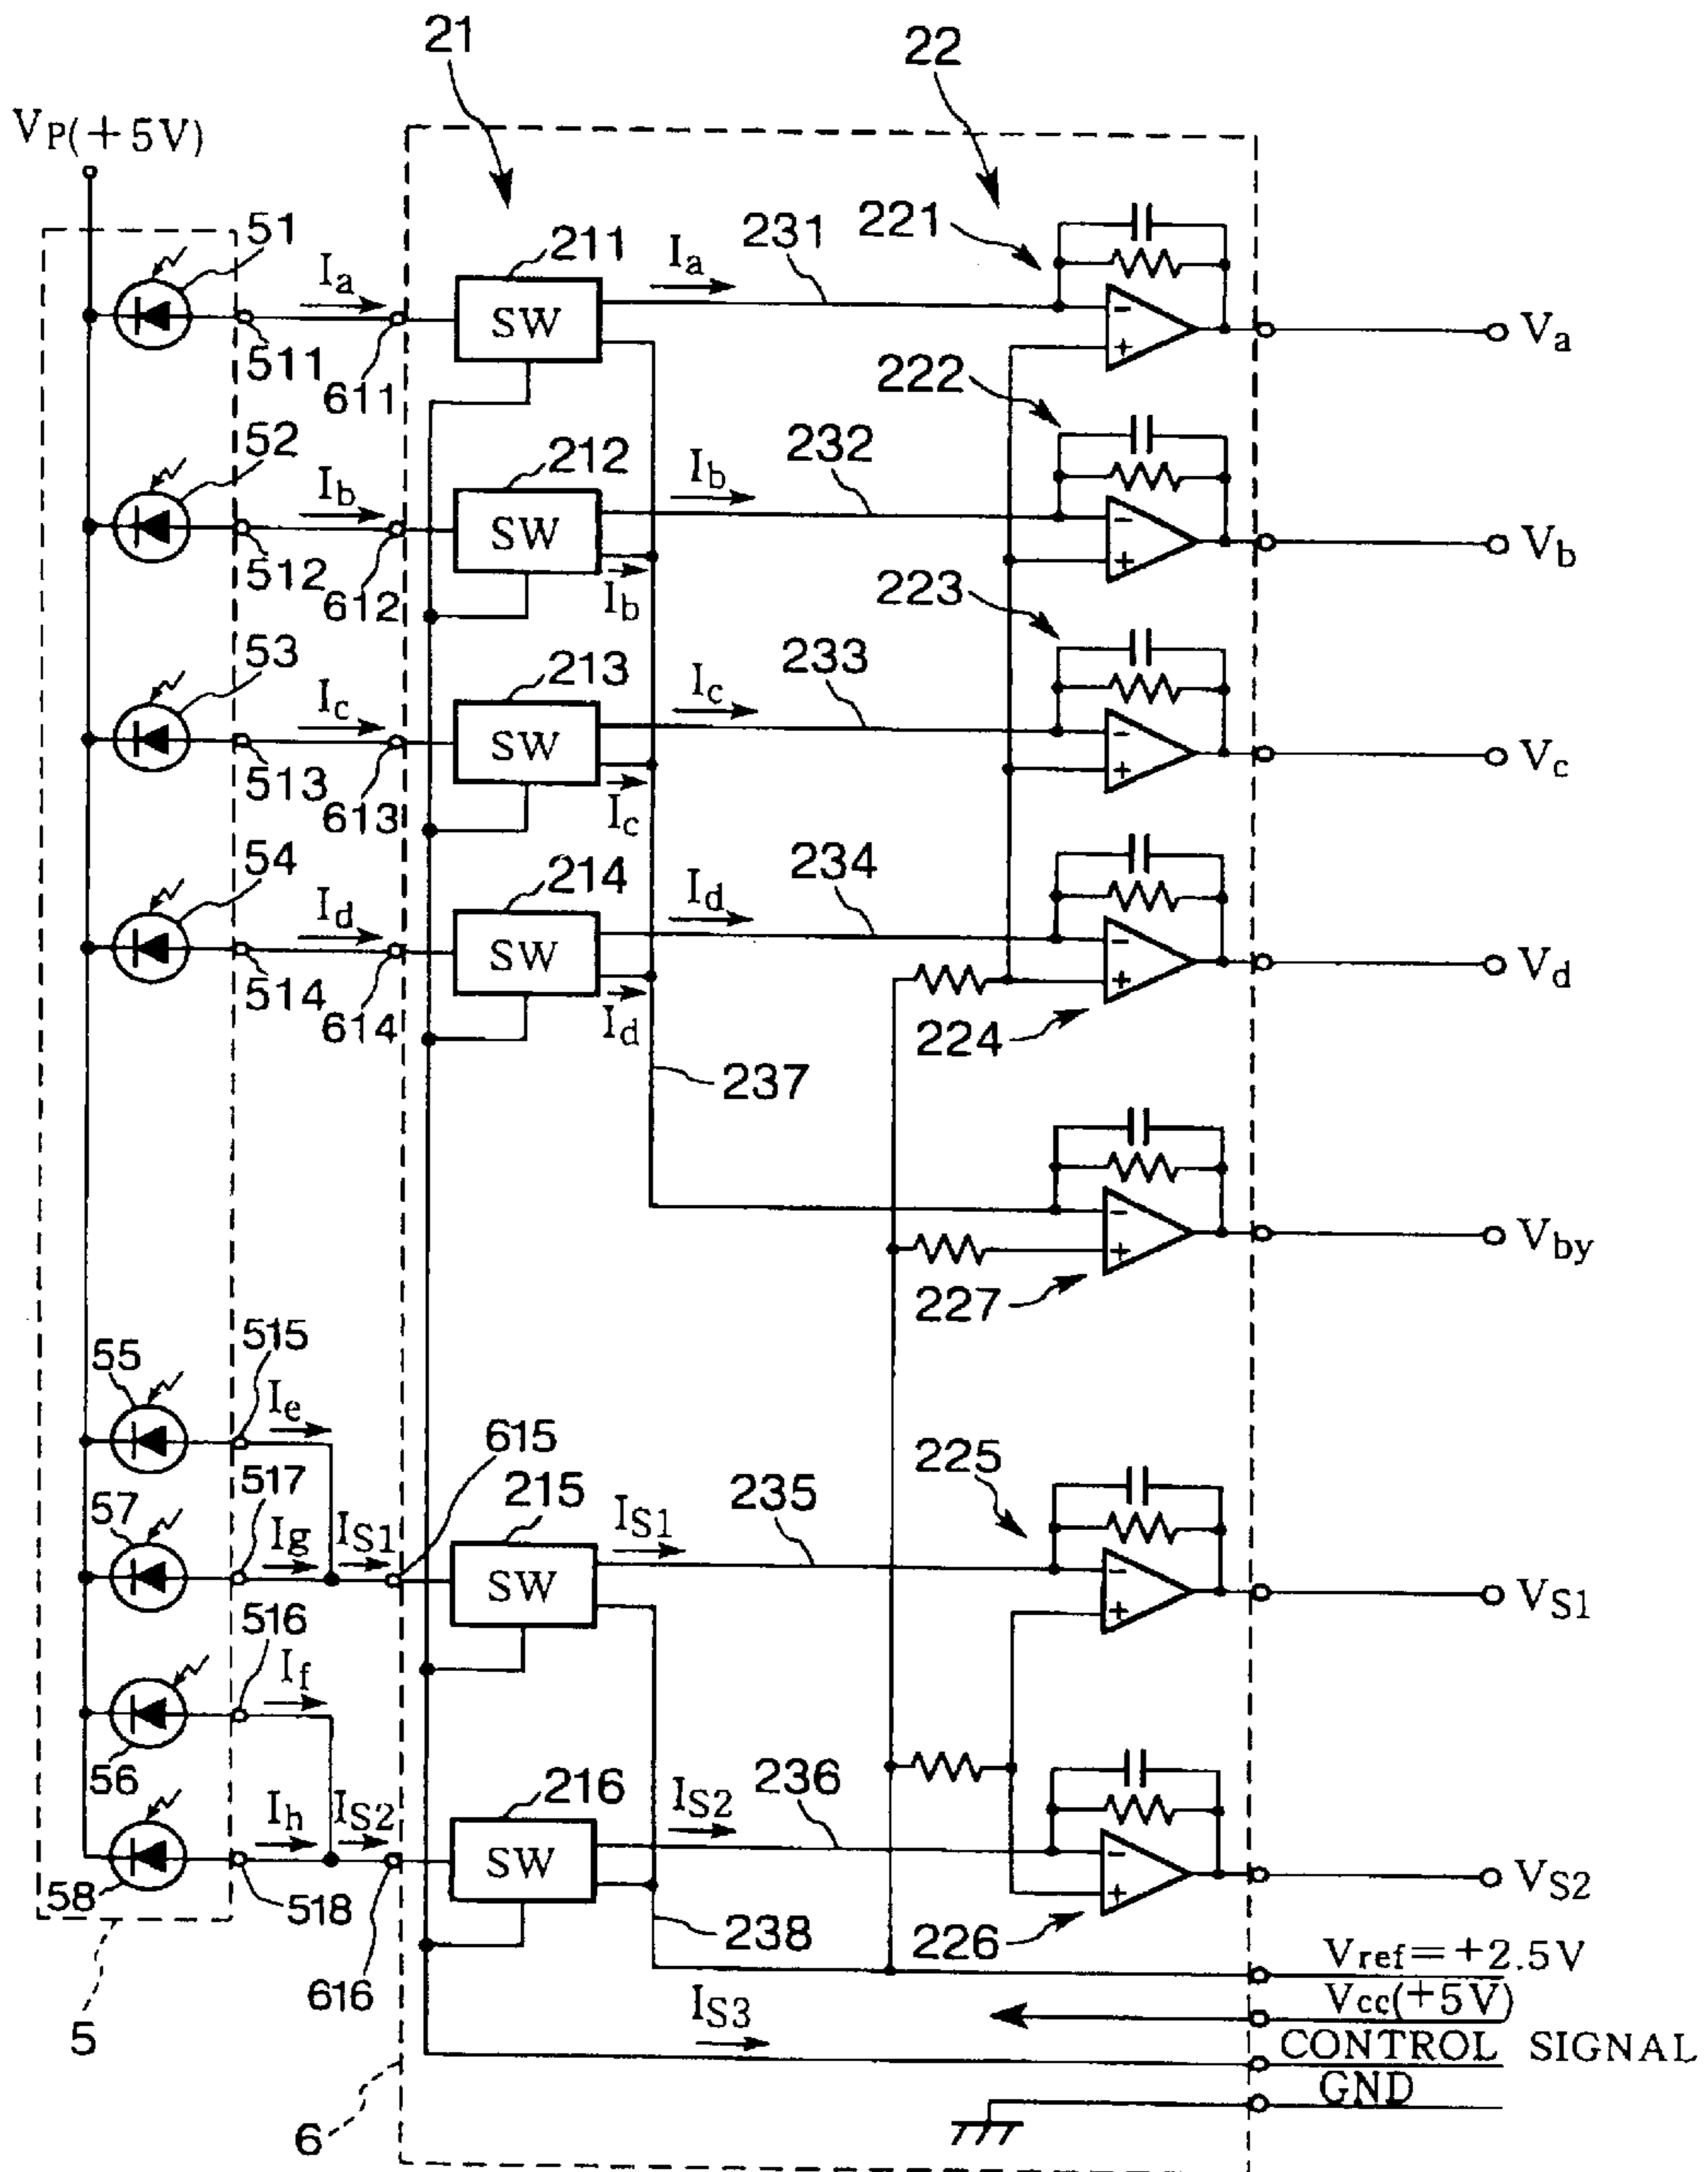 21
22
VP(+5V)
51
Ia
211
Ia
231
221
SW
Va
511
611
222
52
Ib
212
Ib
232
SW
Vb
512
612
Ib
223
53
Ic
213
Ic
233
SW
Vc
513
613
Ic
54
Id
214
Id
234
SW
Vd
514
614
Id
224
237
Vby
227
55
515
Ie
615
225
57
517
Ig
IS1
215
IS1
235
SW
VS1
516
If
56
Ih
IS2
216
IS2
236
SW
VS2
58
518
238
226
Vref=+2.5V
616
IS3
Vcc(+5V)
5
CONTROL SIGNAL
GND
6